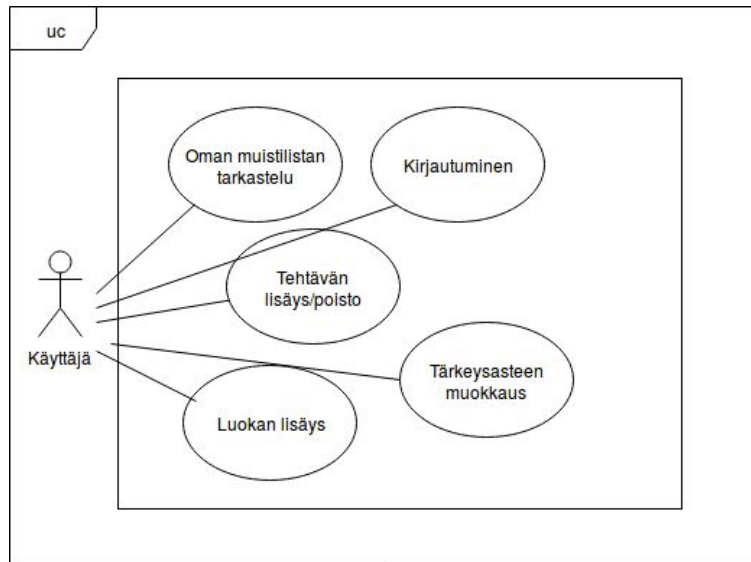 uc
Oman muistilistan
tarkastelu
Kirjautuminen
Tehtävän
lisäys/poisto
Käyttäjä
Tärkeysasteen
muokkaus
Luokan lisäys